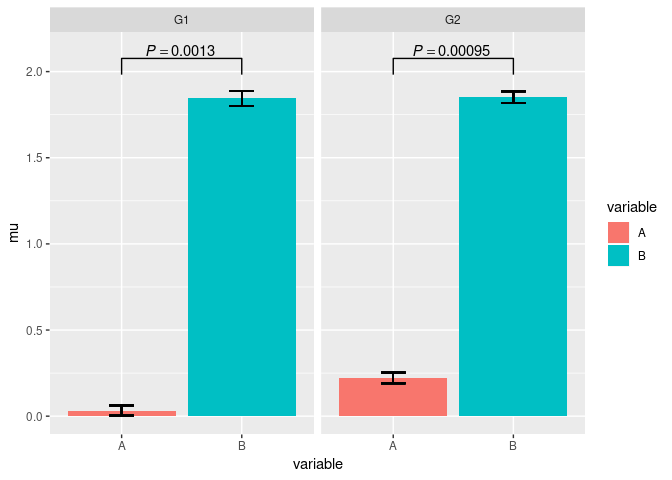 G1 G2
P = 0.0013 P = 0.00095
2.0
1.5
1.0
0.5
0.0
mu
A B A B
variable
variable
A
B